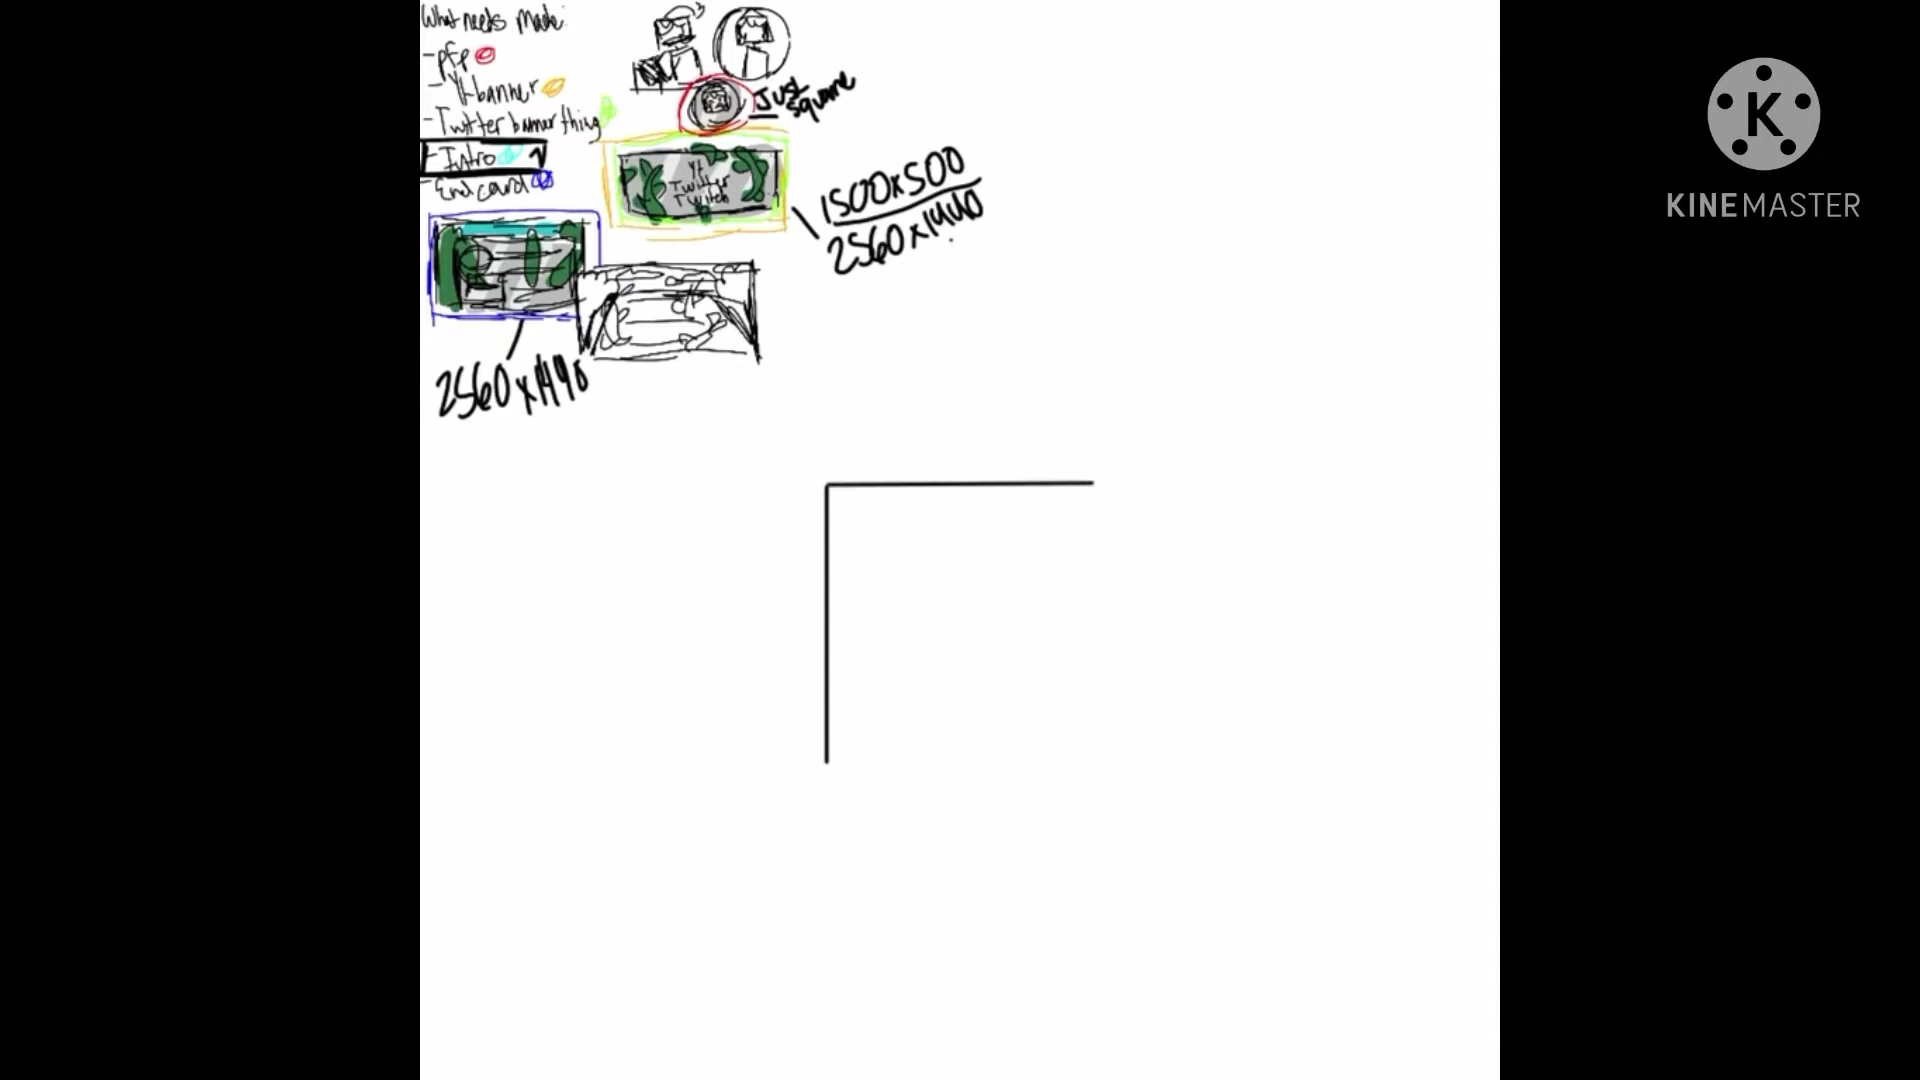 What needs Made:
-pfp
-Yt banner
-Twitter banner thing
-Intro
-End card
Just
square
Yt
Twitter
Twitch
1500x500
2560x1440
2560x1440
K
KINEMASTER